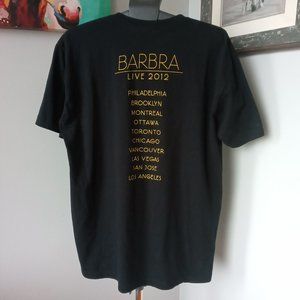 BARBRA
LIVE 2012
PHILADELPHIA
BROOKLYN
MONTREAL
OTTAWA
TORONTO
CHICAGO
VANCOUVER
LAS VEGAS
SAN JOSE
LOS ANGELES